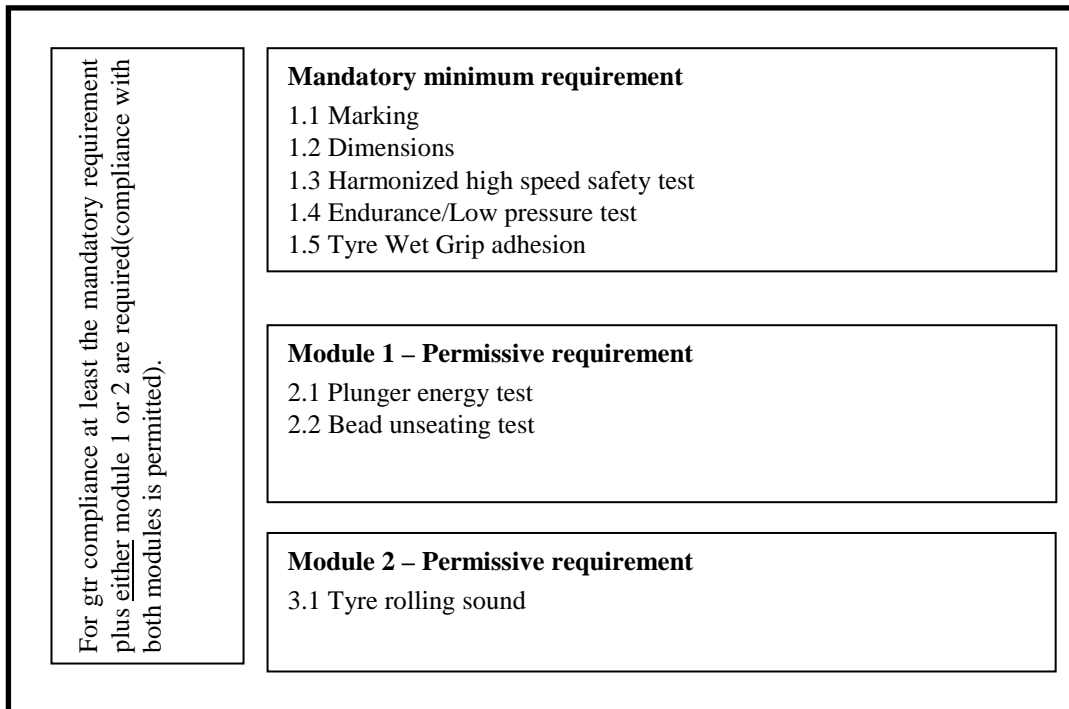 For gtr compliance at least the mandatory requirement
plus either module 1 or 2 are required(compliance with
both modules is permitted).
Mandatory minimum requirement
1.1 Marking
1.2 Dimensions
1.3 Harmonized high speed safety test
1.4 Endurance/Low pressure test
1.5 Tyre Wet Grip adhesion
Module 1 – Permissive requirement
2.1 Plunger energy test
2.2 Bead unseating test
Module 2 – Permissive requirement
3.1 Tyre rolling sound